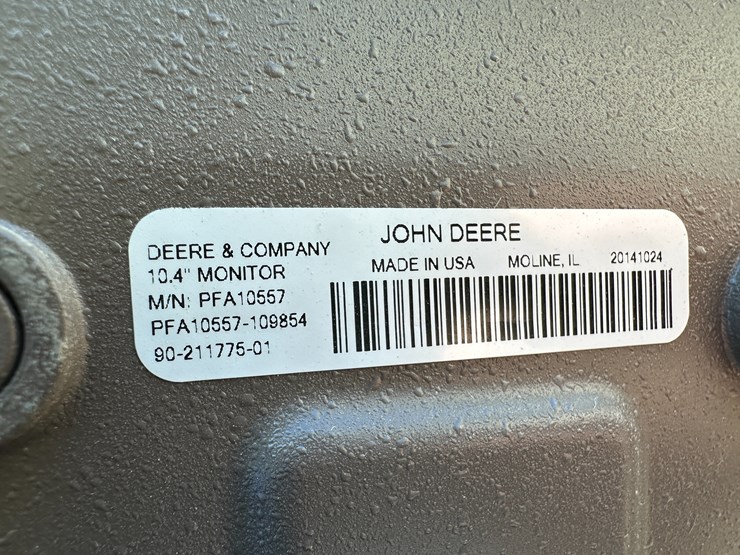 JOHN DEERE
DEERE & COMPANY
MADE IN USA MOLINE, IL 20141024
10.4" MONITOR
M/N: PFA10557
PFA10557-109854
90-211775-01